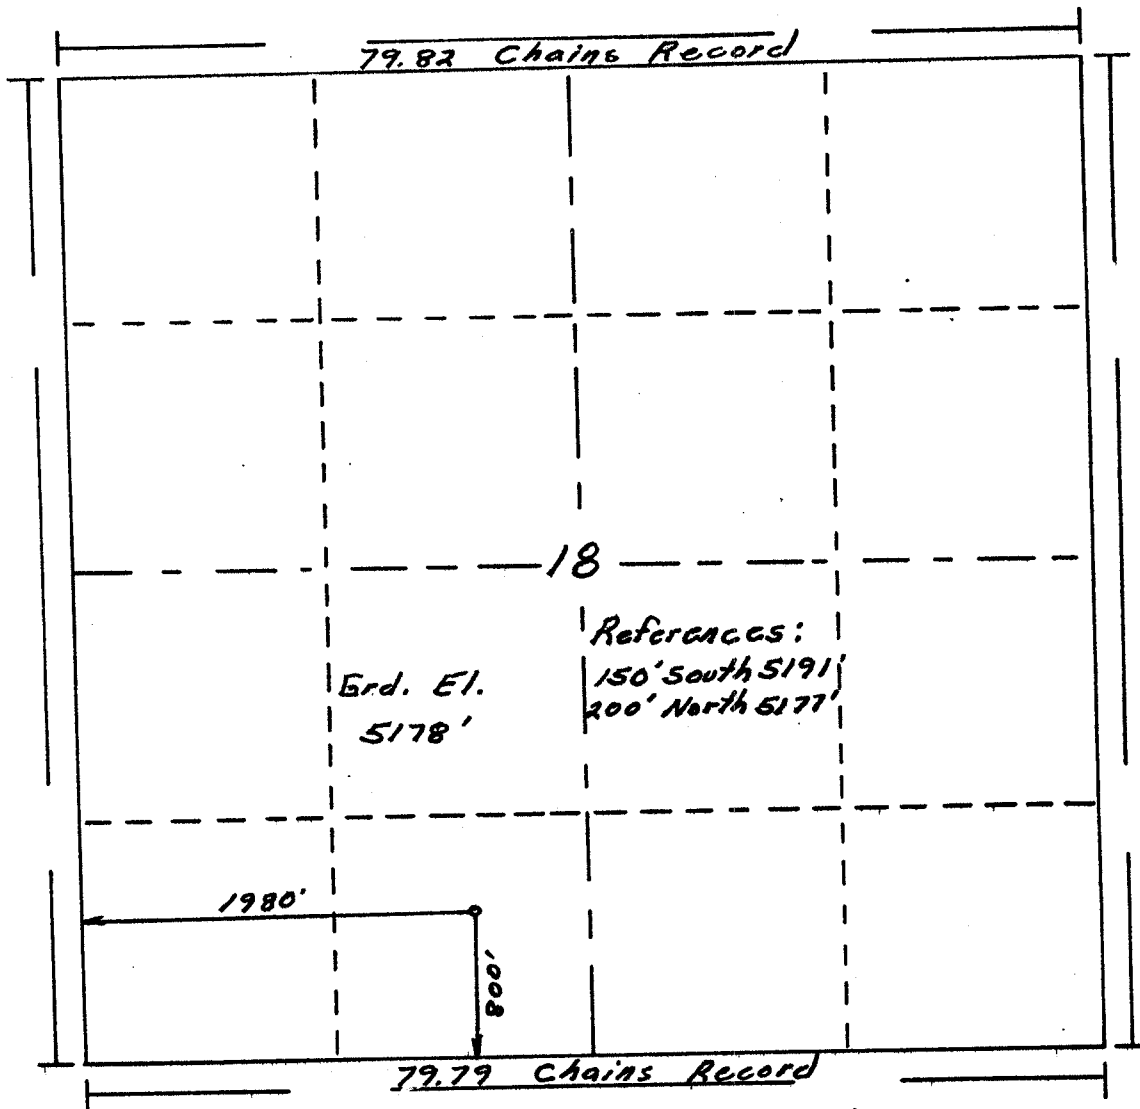 79.82 Chains Record
18
References:
150' South 5191'
200' North 5177'
Grd. El.
5178'
1980'
800'
79.79 Chains Record